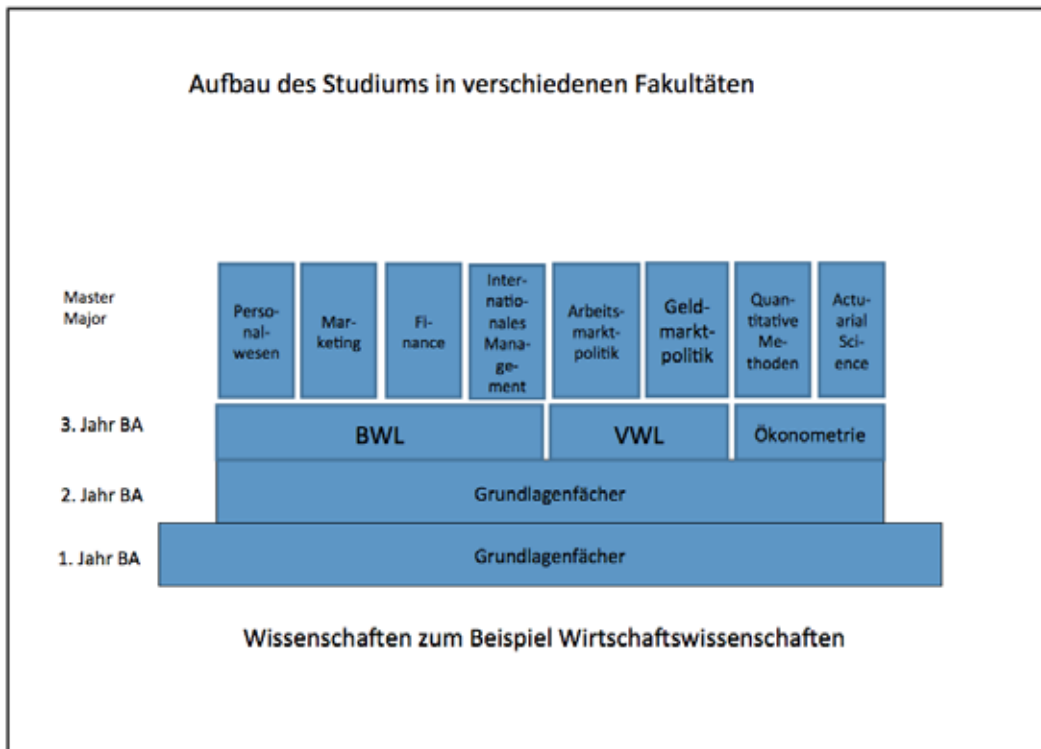 Aufbau des Studiums in verschiedenen Fakultäten
Master
Major
Perso-
nal-
wesen
Mar-
keting
Fi-
nance
Inter-
natio-
nales
Mana-
ge-
ment
Arbeits-
markt-
politik
Geld-
markt-
politik
Quan-
titative
Me-
thoden
Actu-
arial
Sci-
ence
3. Jahr BA
BWL
VWL
Ökonometrie
2. Jahr BA
Grundlagenfächer
1. Jahr BA
Grundlagenfächer
Wissenschaften zum Beispiel Wirtschaftswissenschaften